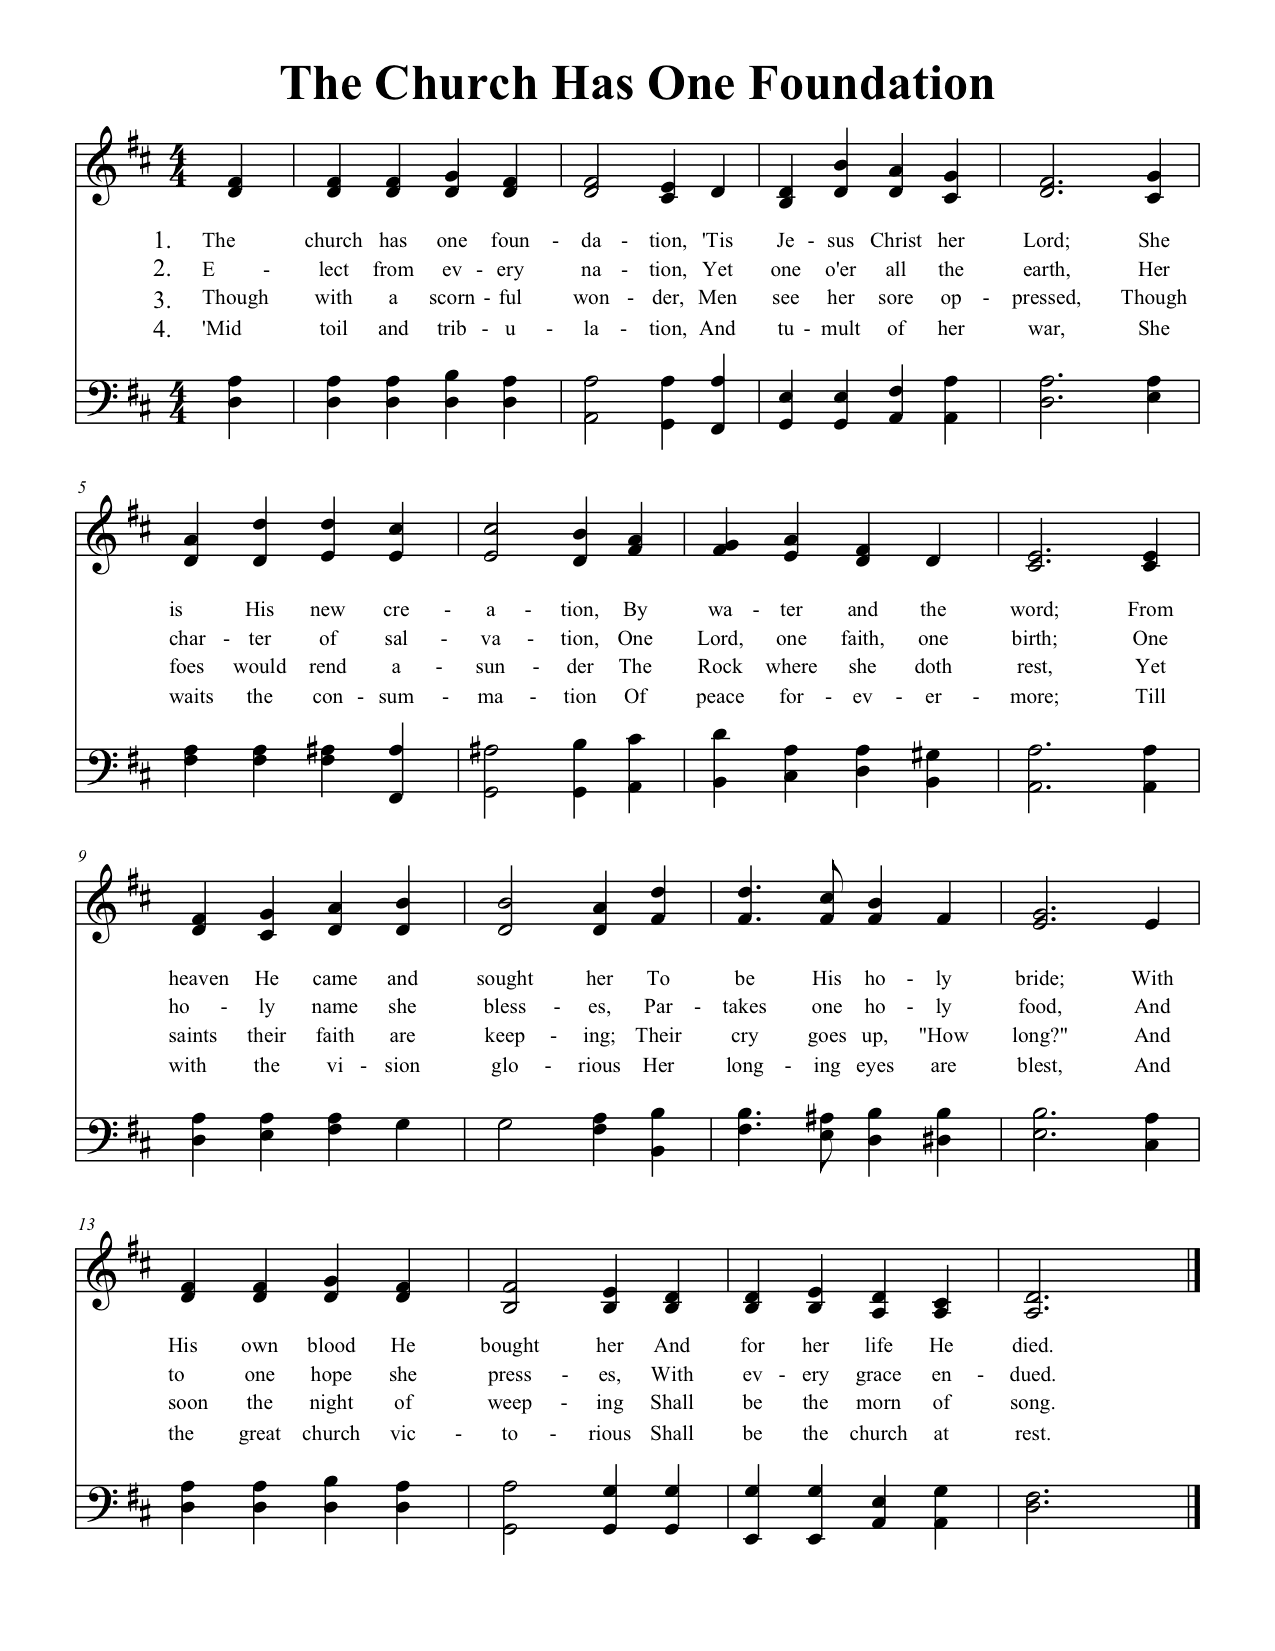 The Church Has One Foundation
1. The church has one foun - da - tion, 'Tis Je - sus Christ her Lord; She
2. E - lect from ev - ery na - tion, Yet one o'er all the earth, Her
3. Though with a scorn - ful won - der, Men see her sore op - pressed, Though
4. 'Mid toil and trib - u - la - tion, And tu - mult of her war, She
5
is His new cre - a - tion, By wa - ter and the word; From
char - ter of sal - va - tion, One Lord, one faith, one birth; One
foes would rend a - sun - der The Rock where she doth rest, Yet
waits the con - sum - ma - tion Of peace for - ev - er - more; Till
9
heaven He came and sought her To be His ho - ly bride; With
ho - ly name she bless - es, Par - takes one ho - ly food, And
saints their faith are keep - ing; Their cry goes up, "How long?" And
with the vi - sion glo - rious Her long - ing eyes are blest, And
13
His own blood He bought her And for her life He died.
to one hope she press - es, With ev - ery grace en - dued.
soon the night of weep - ing Shall be the morn of song.
the great church vic - to - rious Shall be the church at rest.